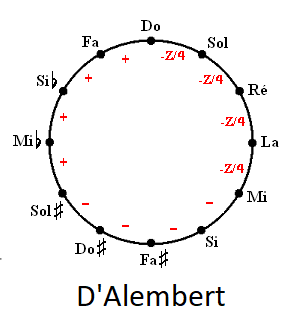 Do
Fa
Sol
+
-Z/4
+
-Z/4
Si♭
Ré
+
-Z/4
Mi♭
La
+
-Z/4
Sol♯
-
-
Mi
Do♯
-
-
Si
Fa♯
D'Alembert